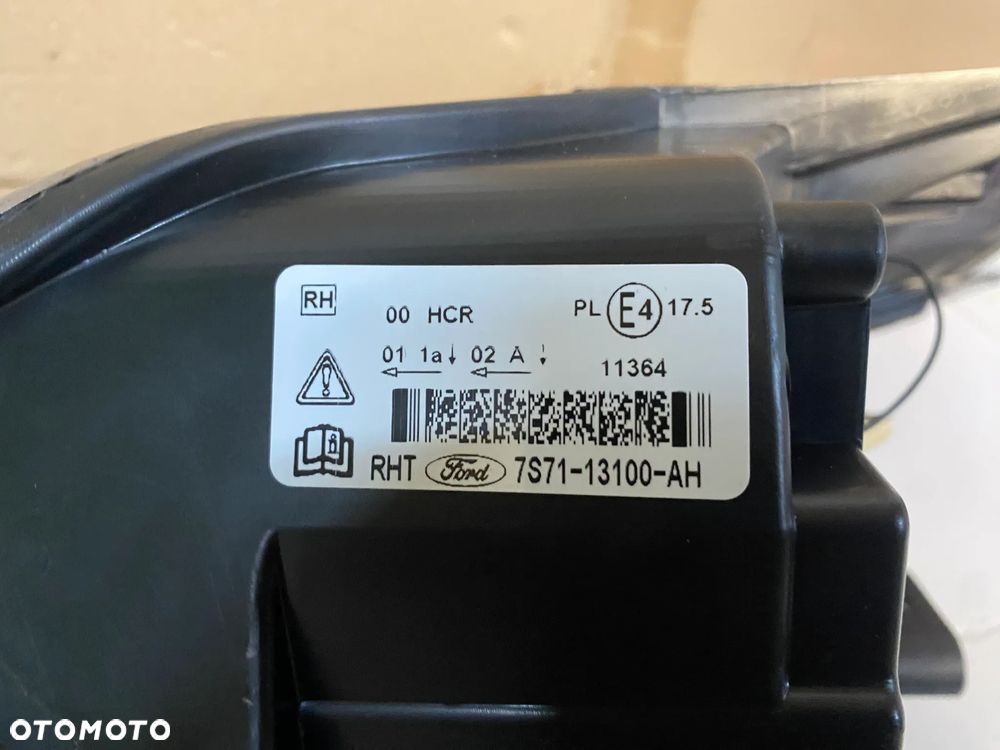 RH
00 HCR
PL E4 17.5
01 1a 02 A
11364
RHT Ford 7S71-13100-AH
OTOMOTO